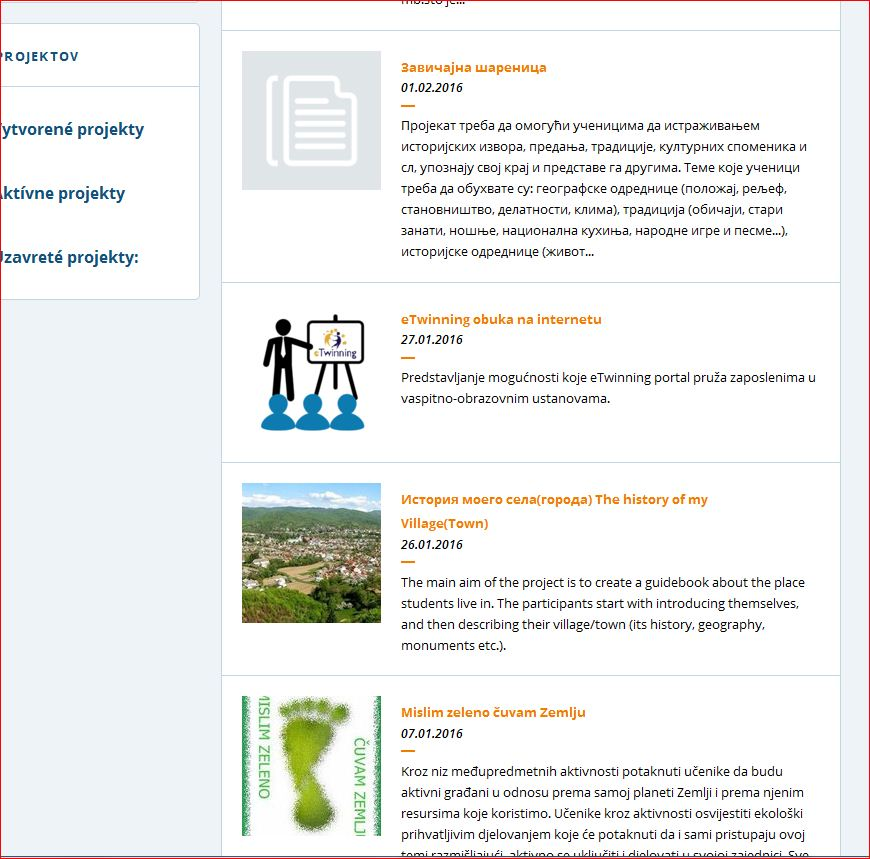 PROJEKTOV
projekty
Aktívne projekty
projekty:
Завичајна шареница
01.02.2016
Пројекат треба да омогући ученицима да истраживањем
историјских извора, предања, традиције, културних споменика и
сл, упознају свој крај и представе га другима. Теме које ученици
треба да обухвате су: географске одреднице (положај, рељеф,
становништво, делатности, клима), традиција (обичаји, стари
занати, ношње, национална кухиња, народне игре и песме...),
историјске одреднице (живот...
eTwinning
eTwinning obuka na internetu
27.01.2016
Predstavljanje mogućnosti koje eTwinning portal pruža zaposlenima u
vaspitno-obrazovnim ustanovama.
История моего села(города) The history of my
Village(Town)
26.01.2016
The main aim of the project is to create a guidebook about the place
students live in. The participants start with introducing themselves,
and then describing their village/town (its history, geography,
monuments etc.).
MISLIM ZELENO
ČUVAM ZEMLJU
Mislim zeleno čuvam Zemlju
07.01.2016
Kroz niz međupredmetnih aktivnosti potaknuti učenike da budu
aktivni građani u odnosu prema samoj planeti Zemlji i prema njenim
resursima koje koristimo. Učenike kroz aktivnosti osvijestiti ekološki
prihvatljivim djelovanjem koje će potaknuti da i sami pristupaju ovoj
temi razmišljajući, aktivno se uključiti i djelovati u svojoj zajednici. Sve